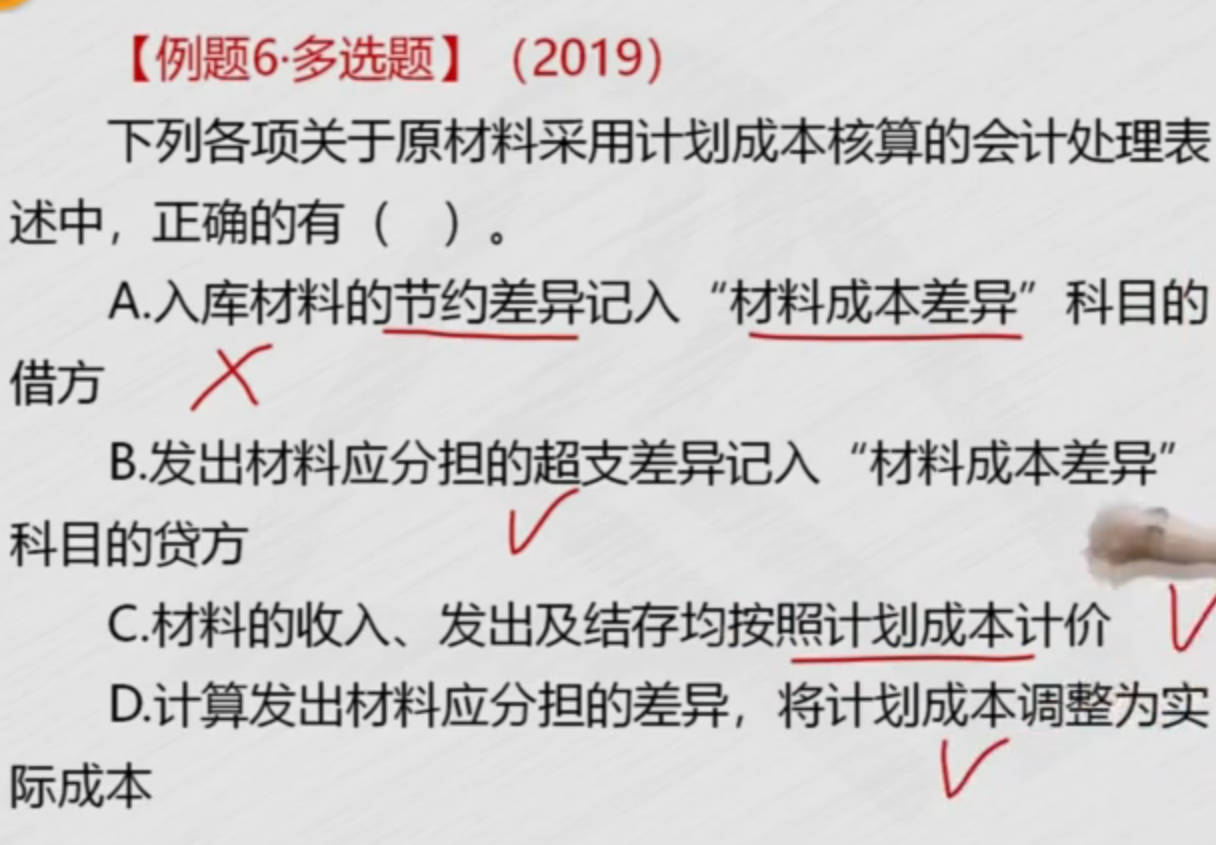 【例题6·多选题】（2019）
下列各项关于原材料采用计划成本核算的会计处理表
述中，正确的有（　）。
A.入库材料的节约差异记入“材料成本差异”科目的
借方
B.发出材料应分担的超支差异记入“材料成本差异”
科目的贷方
C.材料的收入、发出及结存均按照计划成本计价
D.计算发出材料应分担的差异，将计划成本调整为实
际成本